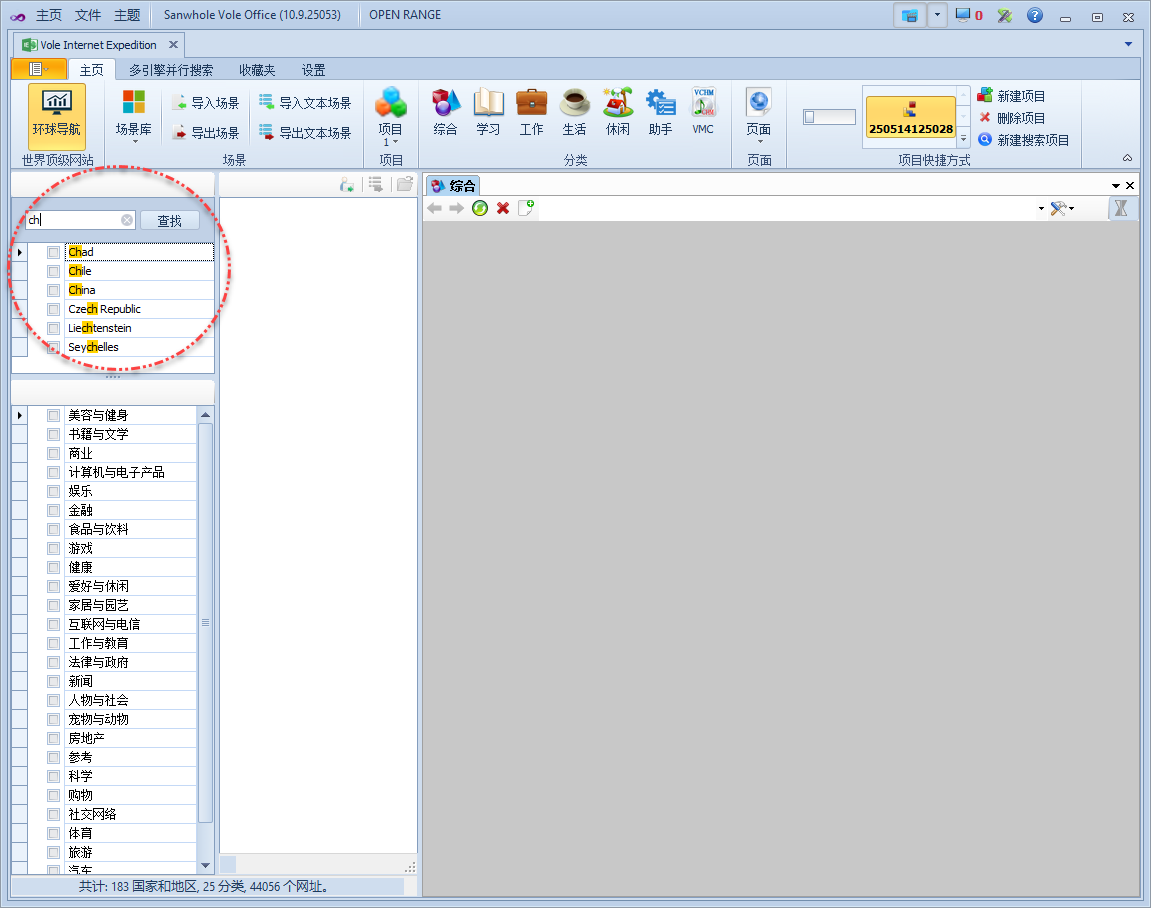 主页 文件 主题 Sanwhole Vole Office (10.9.25053) OPEN RANGE 0
Vole Internet Expedition
主页 多引擎并行搜索 收藏夹 设置
环球导航
世界顶级网站
场景库 导入场景 导入文本场景
导出场景 导出文本场景
场景
项目
1
项目
综合 学习 工作 生活 休闲 助手 VCHM VMC
分类
页面
页面
250514125028
新建项目
删除项目
新建搜索项目
项目快捷方式
综合
ch 查找
Chad
Chile
China
Czech Republic
Liechtenstein
Seychelles
美容与健身
书籍与文学
商业
计算机与电子产品
娱乐
金融
食品与饮料
游戏
健康
爱好与休闲
家居与园艺
互联网与电信
工作与教育
法律与政府
新闻
人物与社会
宠物与动物
房地产
参考
科学
购物
社交网络
体育
旅游
汽车
共计: 183 国家和地区, 25 分类, 44056 个网址。